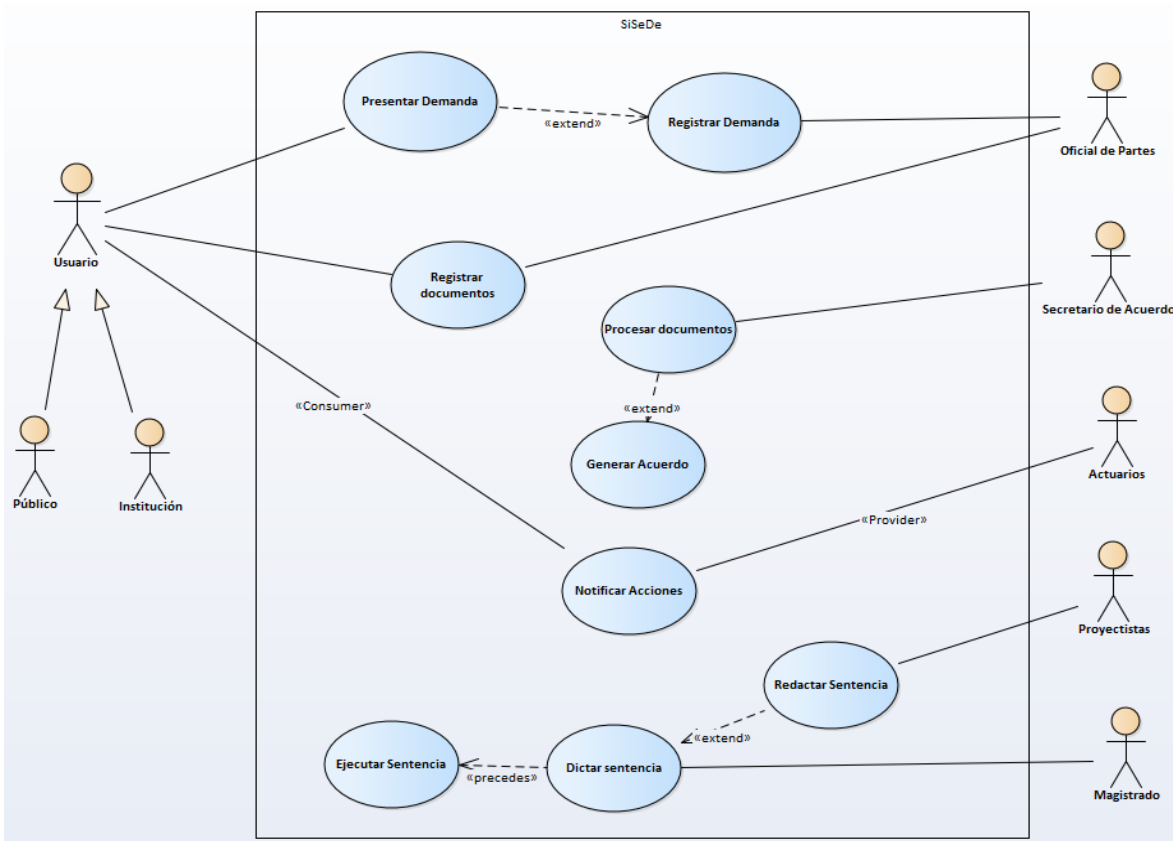 SiSeDe
Presentar Demanda
«extend»
Registrar Demanda
Oficial de Partes
Usuario
Registrar
documentos
Procesar documentos
Secretario de Acuerdo
«Consumer»
«extend»
Generar Acuerdo
Público
Institución
Actuarios
«Provider»
Notificar Acciones
Proyectistas
Redactar Sentencia
«extend»
Ejecutar Sentencia
«precedes»
Dictar sentencia
Magistrado